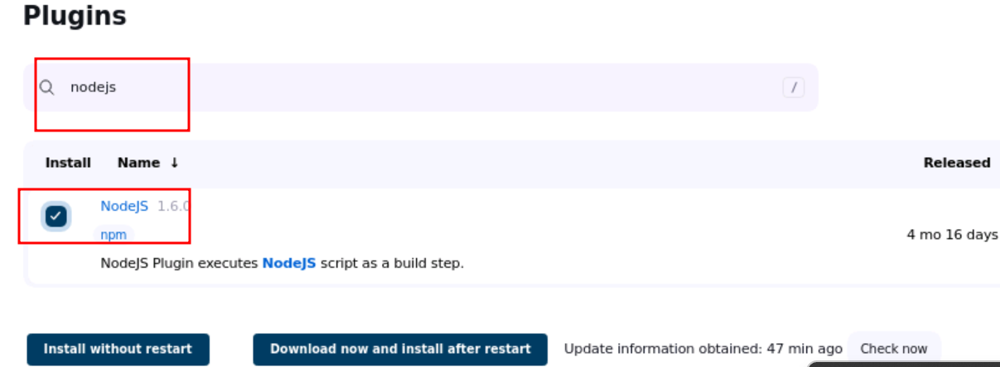 Plugins
nodejs /
Install Name ↓ Released
NodeJS 1.6.0
npm
4 mo 16 days
NodeJS Plugin executes NodeJS script as a build step.
Install without restart Download now and install after restart Update information obtained: 47 min ago Check now